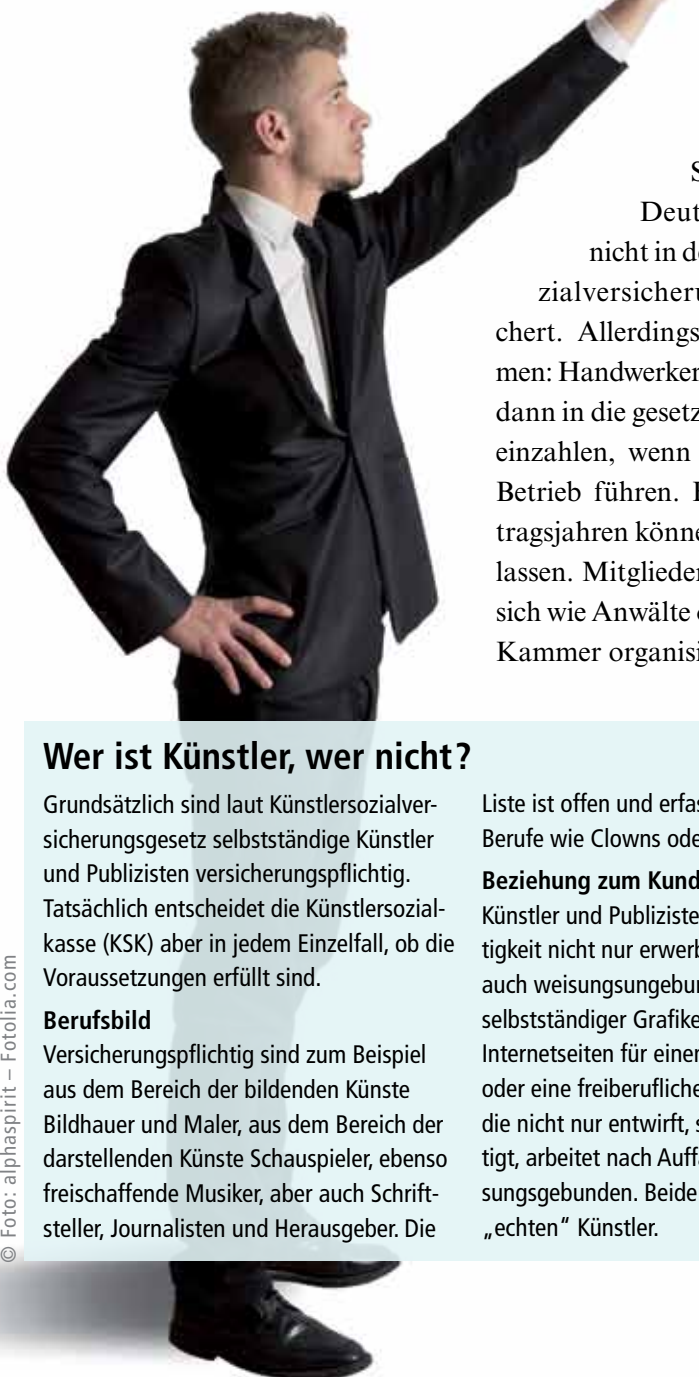 Deut
nicht in
zialversicheru
chert. Allerdings
men: Handwerker
dann in die gesetz
einzahlen, wenn
Betrieb führen.
tragsjahren könne
lassen. Mitglieder
sich wie Anwälte
Kammer organisi
Wer ist Künstler, wer nicht?
Grundsätzlich sind laut Künstlersozialver-
sicherungsgesetz selbstständige Künstler
und Publizisten versicherungspflichtig.
Tatsächlich entscheidet die Künstlersozial-
kasse (KSK) aber in jedem Einzelfall, ob die
Voraussetzungen erfüllt sind.
Berufsbild
Versicherungspflichtig sind zum Beispiel
aus dem Bereich der bildenden Künste
Bildhauer und Maler, aus dem Bereich der
darstellenden Künste Schauspieler, ebenso
freischaffende Musiker, aber auch Schrift-
steller, Journalisten und Herausgeber. Die
Liste ist offen und erfas
Berufe wie Clowns ode
Beziehung zum Kund
Künstler und Publiziste
tigkeit nicht nur erwerb
auch weisungsungebun
selbstständiger Grafike
Internetseiten für einen
oder eine freiberufliche
die nicht nur entwirft, s
tigt, arbeitet nach Auffa
sungsgebunden. Beide
„echten“ Künstler.
© Foto: alphaspirit – Fotolia.com